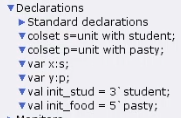 Declarations
Standard declarations
colset s=unit with student;
colset p=unit with pasty;
var x:s;
var y:p;
val init_stud = 3`student;
val init_food = 5`pasty;